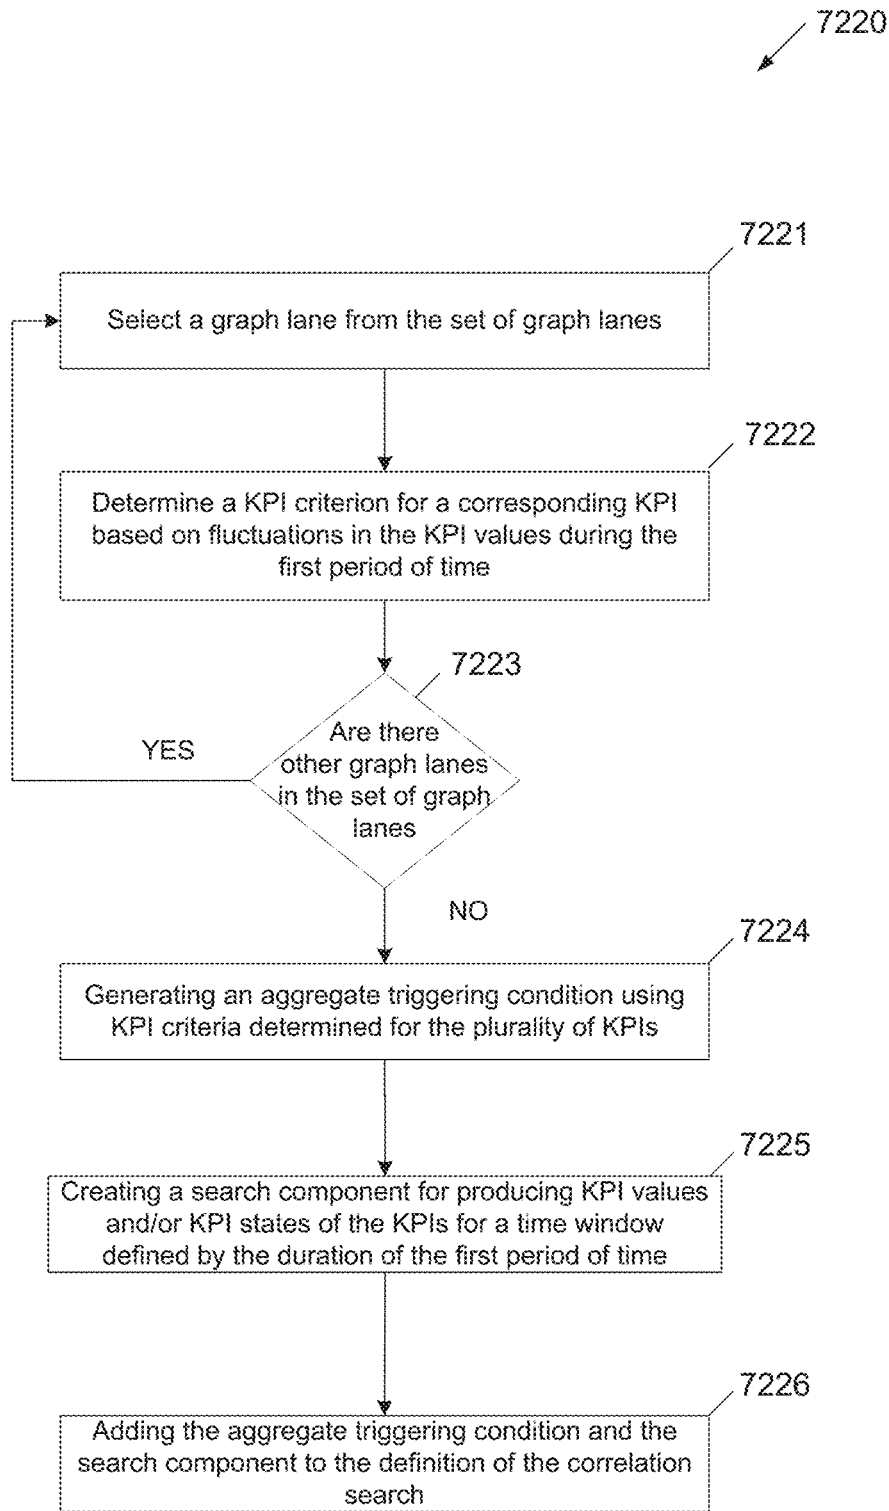 7220
7221
Select a graph lane from the set of graph lanes
7222
Determine a KPI criterion for a corresponding KPI
based on fluctuations in the KPI values during the
first period of time
7223
Are there
other graph lanes
in the set of graph
lanes
YES
NO
7224
Generating an aggregate triggering condition using
KPI criteria determined for the plurality of KPIs
7225
Creating a search component for producing KPI values
and/or KPI states of the KPIs for a time window
defined by the duration of the first period of time
7226
Adding the aggregate triggering condition and the
search component to the definition of the correlation
search